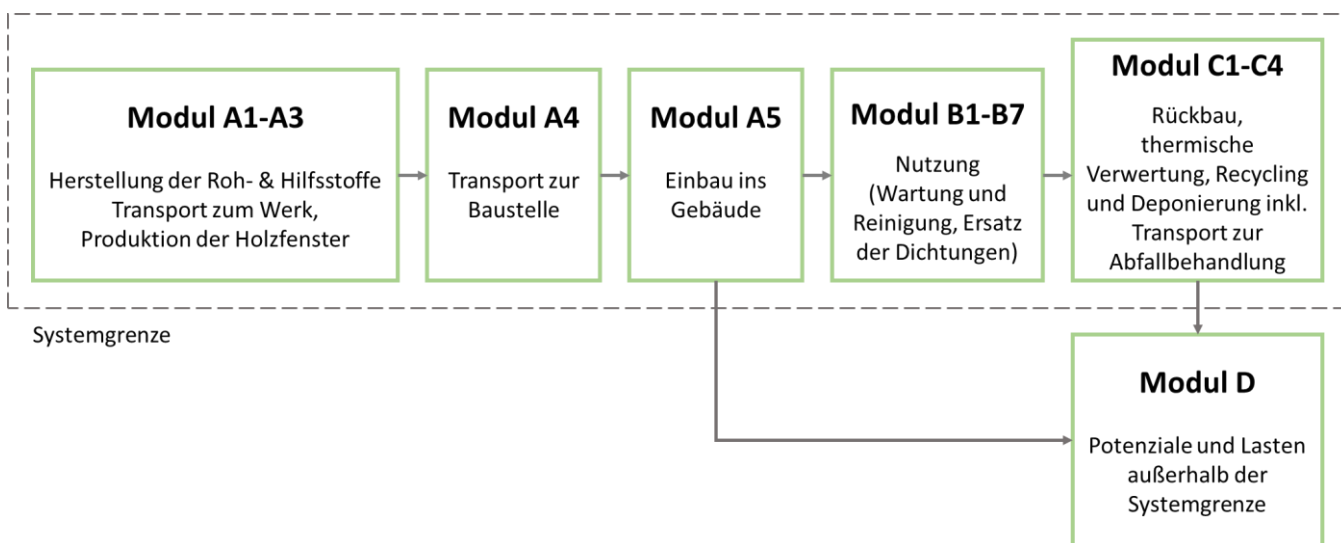 Modul A1-A3
Herstellung der Roh- & Hilfsstoffe
Transport zum Werk,
Produktion der Holzfenster
Modul A4
Transport zur
Baustelle
Modul A5
Einbau ins
Gebäude
Modul B1-B7
Nutzung
(Wartung und
Reinigung, Ersatz
der Dichtungen)
Modul C1-C4
Rückbau,
thermische
Verwertung, Recycling
und Deponierung inkl.
Transport zur
Abfallbehandlung
Systemgrenze
Modul D
Potenziale und Lasten
außerhalb der
Systemgrenze